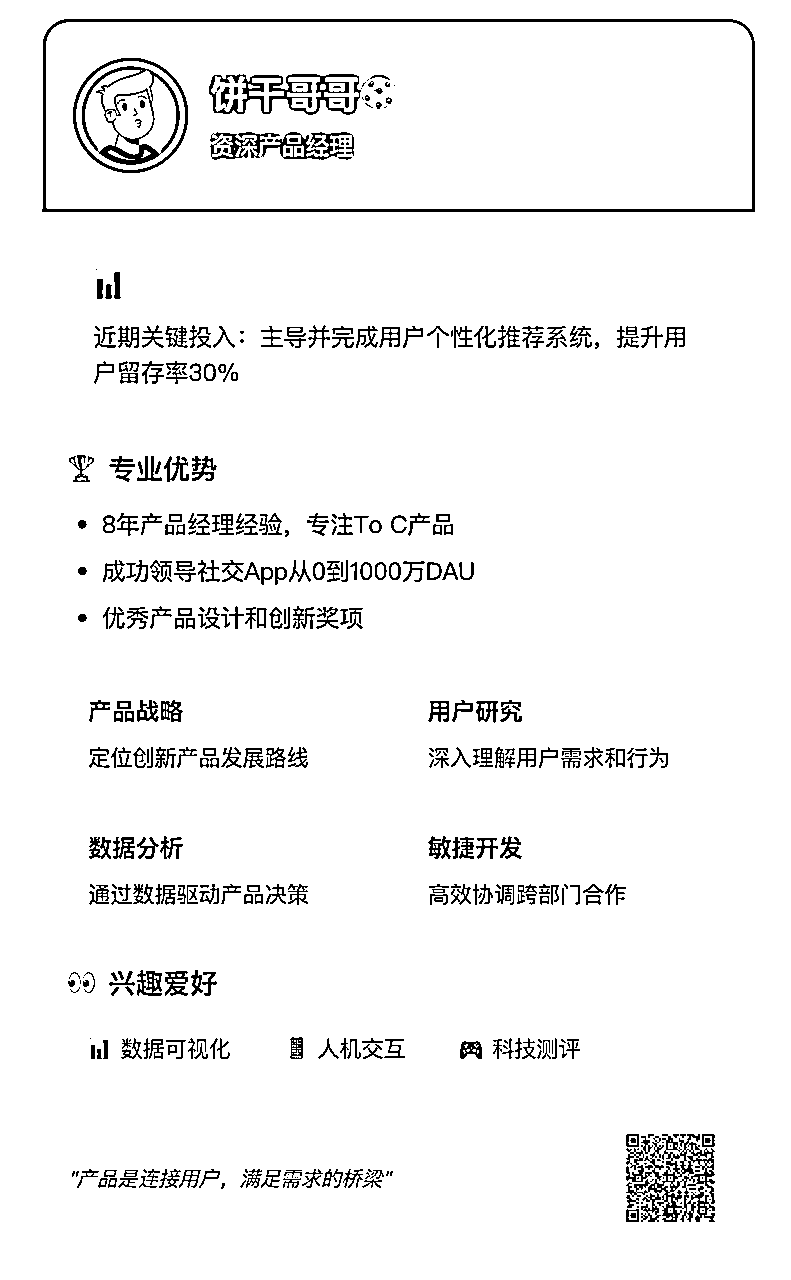 饼干哥哥🍪
资深产品经理
近期关键投入：主导并完成用户个性化推荐系统，提升用
户留存率30%
🏆 专业优势
• 8年产品经理经验，专注To C产品
• 成功领导社交App从0到1000万DAU
• 优秀产品设计和创新奖项
产品战略 用户研究
定位创新产品发展路线 深入理解用户需求和行为
数据分析 敏捷开发
通过数据驱动产品决策 高效协调跨部门合作
👀 兴趣爱好
📊 数据可视化 📱 人机交互 🎮 科技测评
"产品是连接用户，满足需求的桥梁"